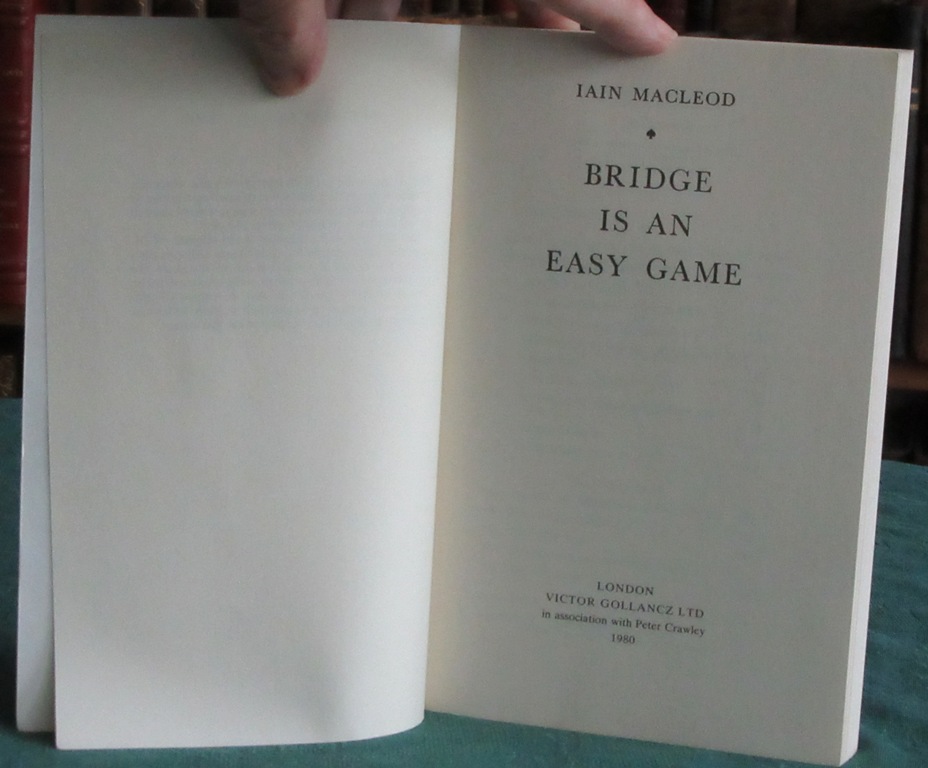 IAIN MACLEOD
♠
BRIDGE
IS AN
EASY GAME
LONDON
VICTOR GOLLANCZ LTD
in association with Peter Crawley
1980